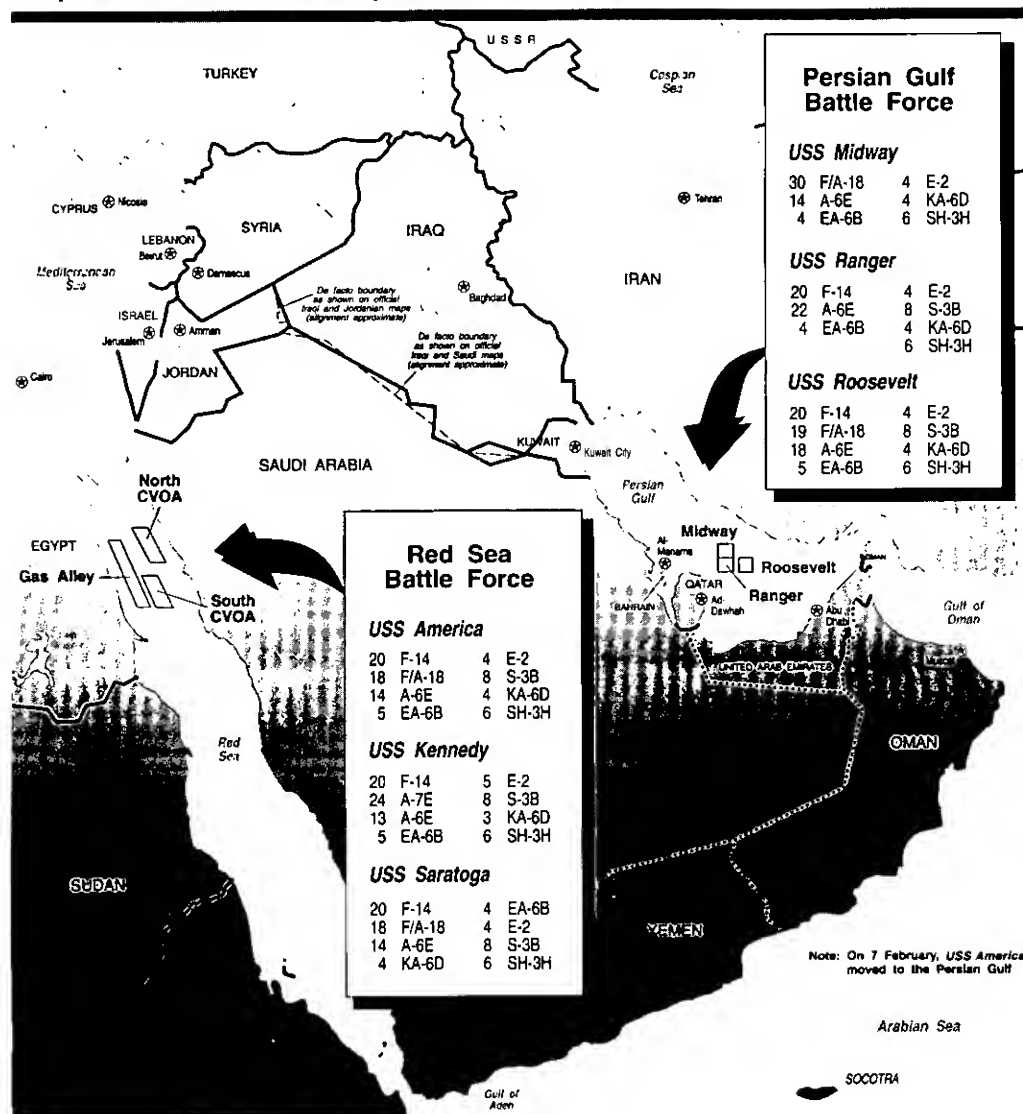 USSR
TURKEY
Caspian
Sea
CYPRUS
Nicosia
SYRIA
IRAQ
Tehran
LEBANON
Beirut
Damascus
Mediterranean
Sea
IRAN
Baghdad
De facto boundary
as shown on official
Iraqi and Jordanian maps
(alignment approximate)
De facto boundary
as shown on official
Iraqi and Saudi maps
(alignment approximate)
ISRAEL
Jerusalem
Amman
JORDAN
Cairo
KUWAIT
Kuwait City
SAUDI ARABIA
Persian
Gulf
North
CVOA
EGYPT
Gas Alley
South
CVOA
Midway
Al-
Manama
Roosevelt
Ranger
QATAR
Ad-
Dawhah
BAHRAIN
OMAN
Abu
Dhabi
Gulf of
Oman
UNITED ARAB EMIRATES
Muscat
OMAN
Red
Sea
SUDAN
YEMEN
Persian Gulf
Battle Force
USS Midway
30 F/A-18 4 E-2
14 A-6E 4 KA-6D
4 EA-6B 6 SH-3H
USS Ranger
20 F-14 4 E-2
22 A-6E 8 S-3B
4 EA-6B 4 KA-6D
6 SH-3H
USS Roosevelt
20 F-14 4 E-2
19 F/A-18 8 S-3B
18 A-6E 4 KA-6D
5 EA-6B 6 SH-3H
Red Sea
Battle Force
USS America
20 F-14 4 E-2
18 F/A-18 8 S-3B
14 A-6E 4 KA-6D
5 EA-6B 6 SH-3H
USS Kennedy
20 F-14 5 E-2
24 A-7E 8 S-3B
13 A-6E 3 KA-6D
5 EA-6B 6 SH-3H
USS Saratoga
20 F-14 4 EA-6B
18 F/A-18 4 E-2
14 A-6E 8 S-3B
4 KA-6D 6 SH-3H
Note: On 7 February, USS America
moved to the Persian Gulf
Arabian Sea
SOCOTRA
Gulf of
Aden